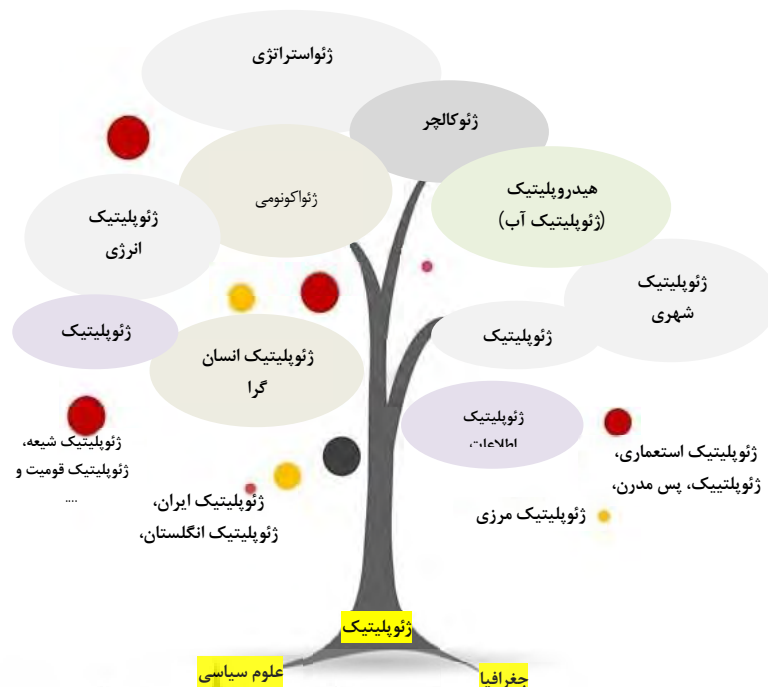 ژئواستراتژی
ژئوکالچر
هیدروپلیتیک
(ژئوپلیتیک آب)
ژئواکونومی
ژئوپلیتیک
انرژی
ژئوپلیتیک
شهری
ژئوپلیتیک
ژئوپلیتیک
ژئوپلیتیک انسان
گرا
ژئوپلیتیک
اطلاعات
ژئوپلیتیک استعماری،
ژئوپلتییک، پس مدرن،
ژئوپلیتیک شیعه،
ژئوپلیتیک قومیت و
....
ژئوپلیتیک ایران،
ژئوپلیتیک انگلستان،
ژئوپلیتیک مرزی
ژئوپلیتیک
جغرافیا
علوم سیاسی